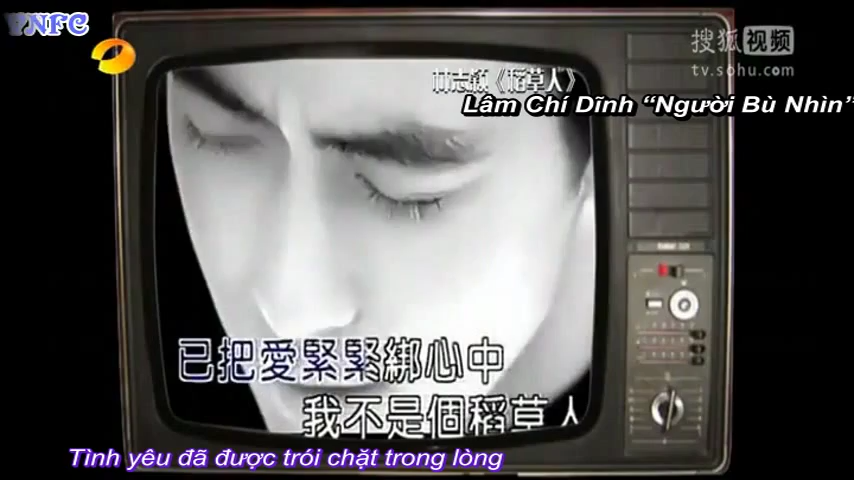 YNFC
搜狐视频
tv.sohu.com
林志颖《稻草人》
Lâm Chí Dĩnh “Người Bù Nhìn”
已把愛緊緊綁心中
我不是個稻草人
Tình yêu đã được trói chặt trong lòng